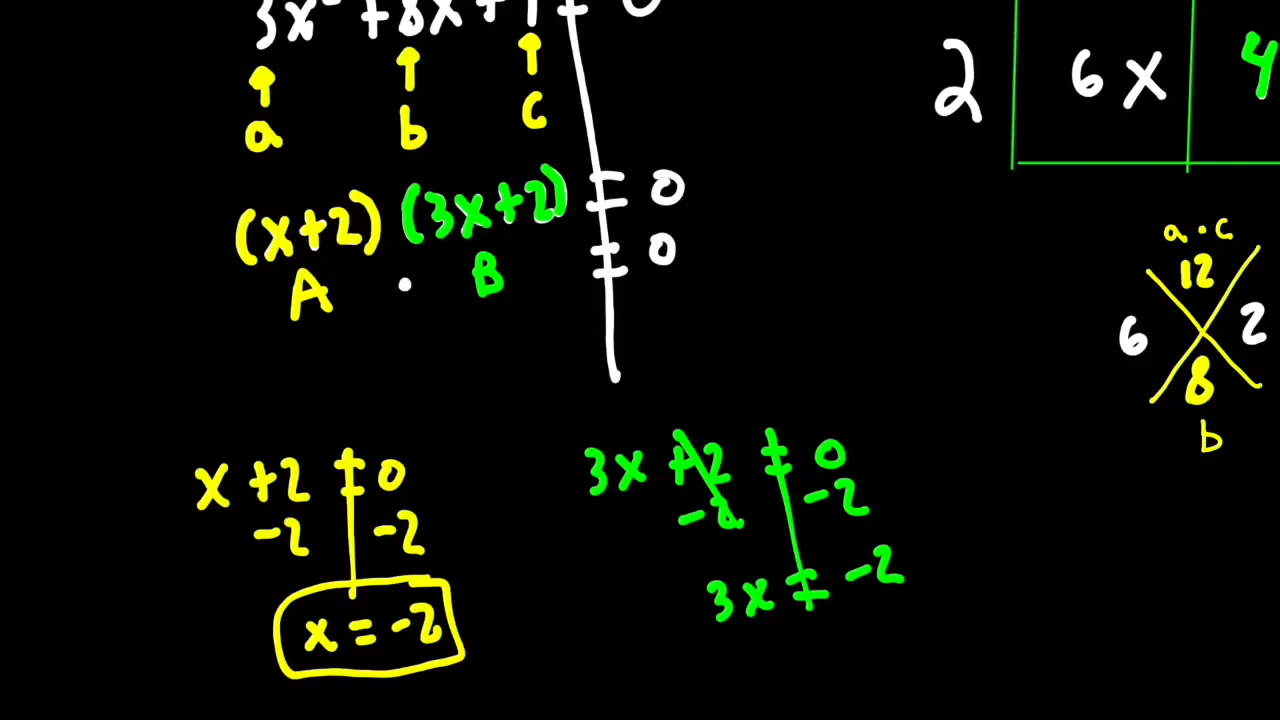 3x² + 8x + = 0
a b c
(x+2) (3x+2) = 0
A · B = 0
x + 2 = 0
-2 -2
x = -2
3x + 2 = 0
-2 -2
3x = -2
2 6x 4
a · c
12
6 2
8
b